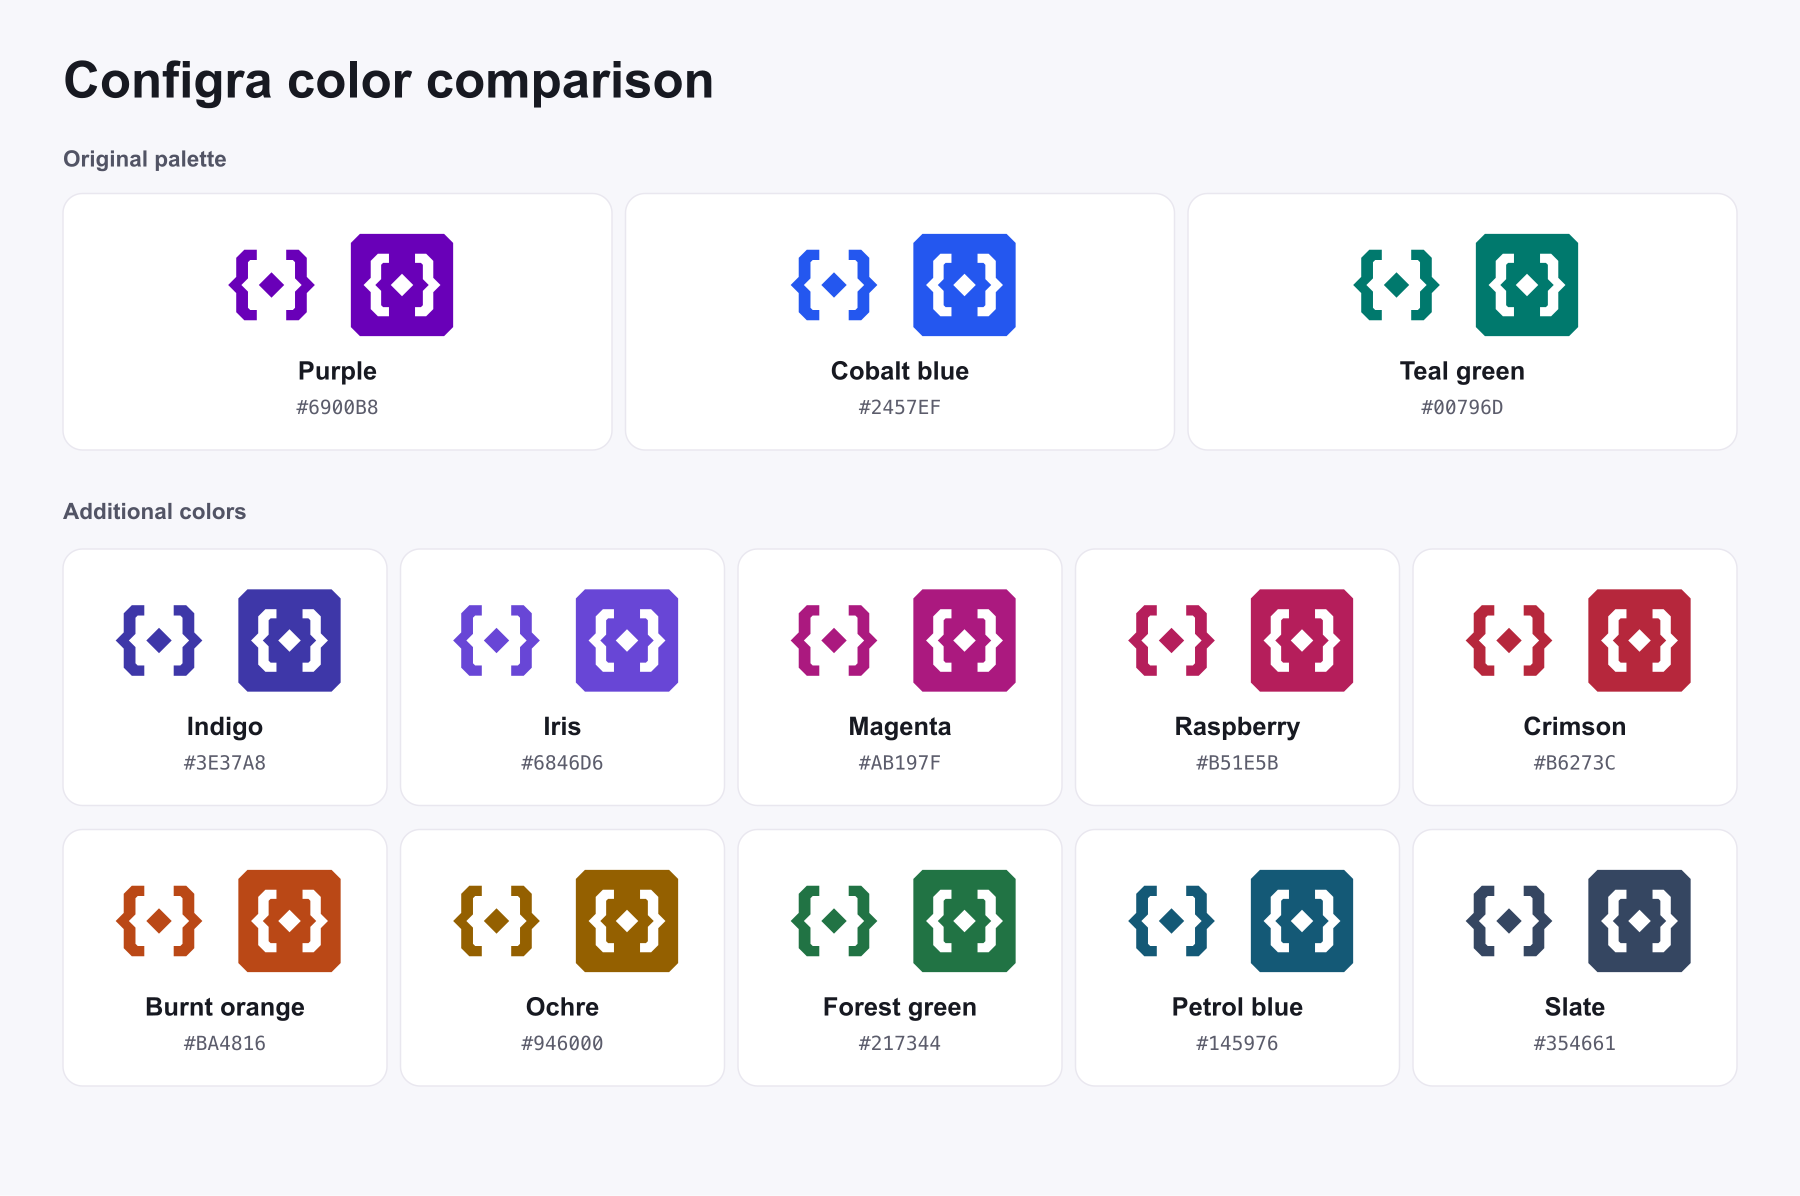 Configra color comparison
Original palette
Purple
#6900B8
Cobalt blue
#2457EF
Teal green
#00796D
Additional colors
Indigo
#3E37A8
Iris
#6846D6
Magenta
#AB197F
Raspberry
#B51E5B
Crimson
#B6273C
Burnt orange
#BA4816
Ochre
#946000
Forest green
#217344
Petrol blue
#145976
Slate
#354661